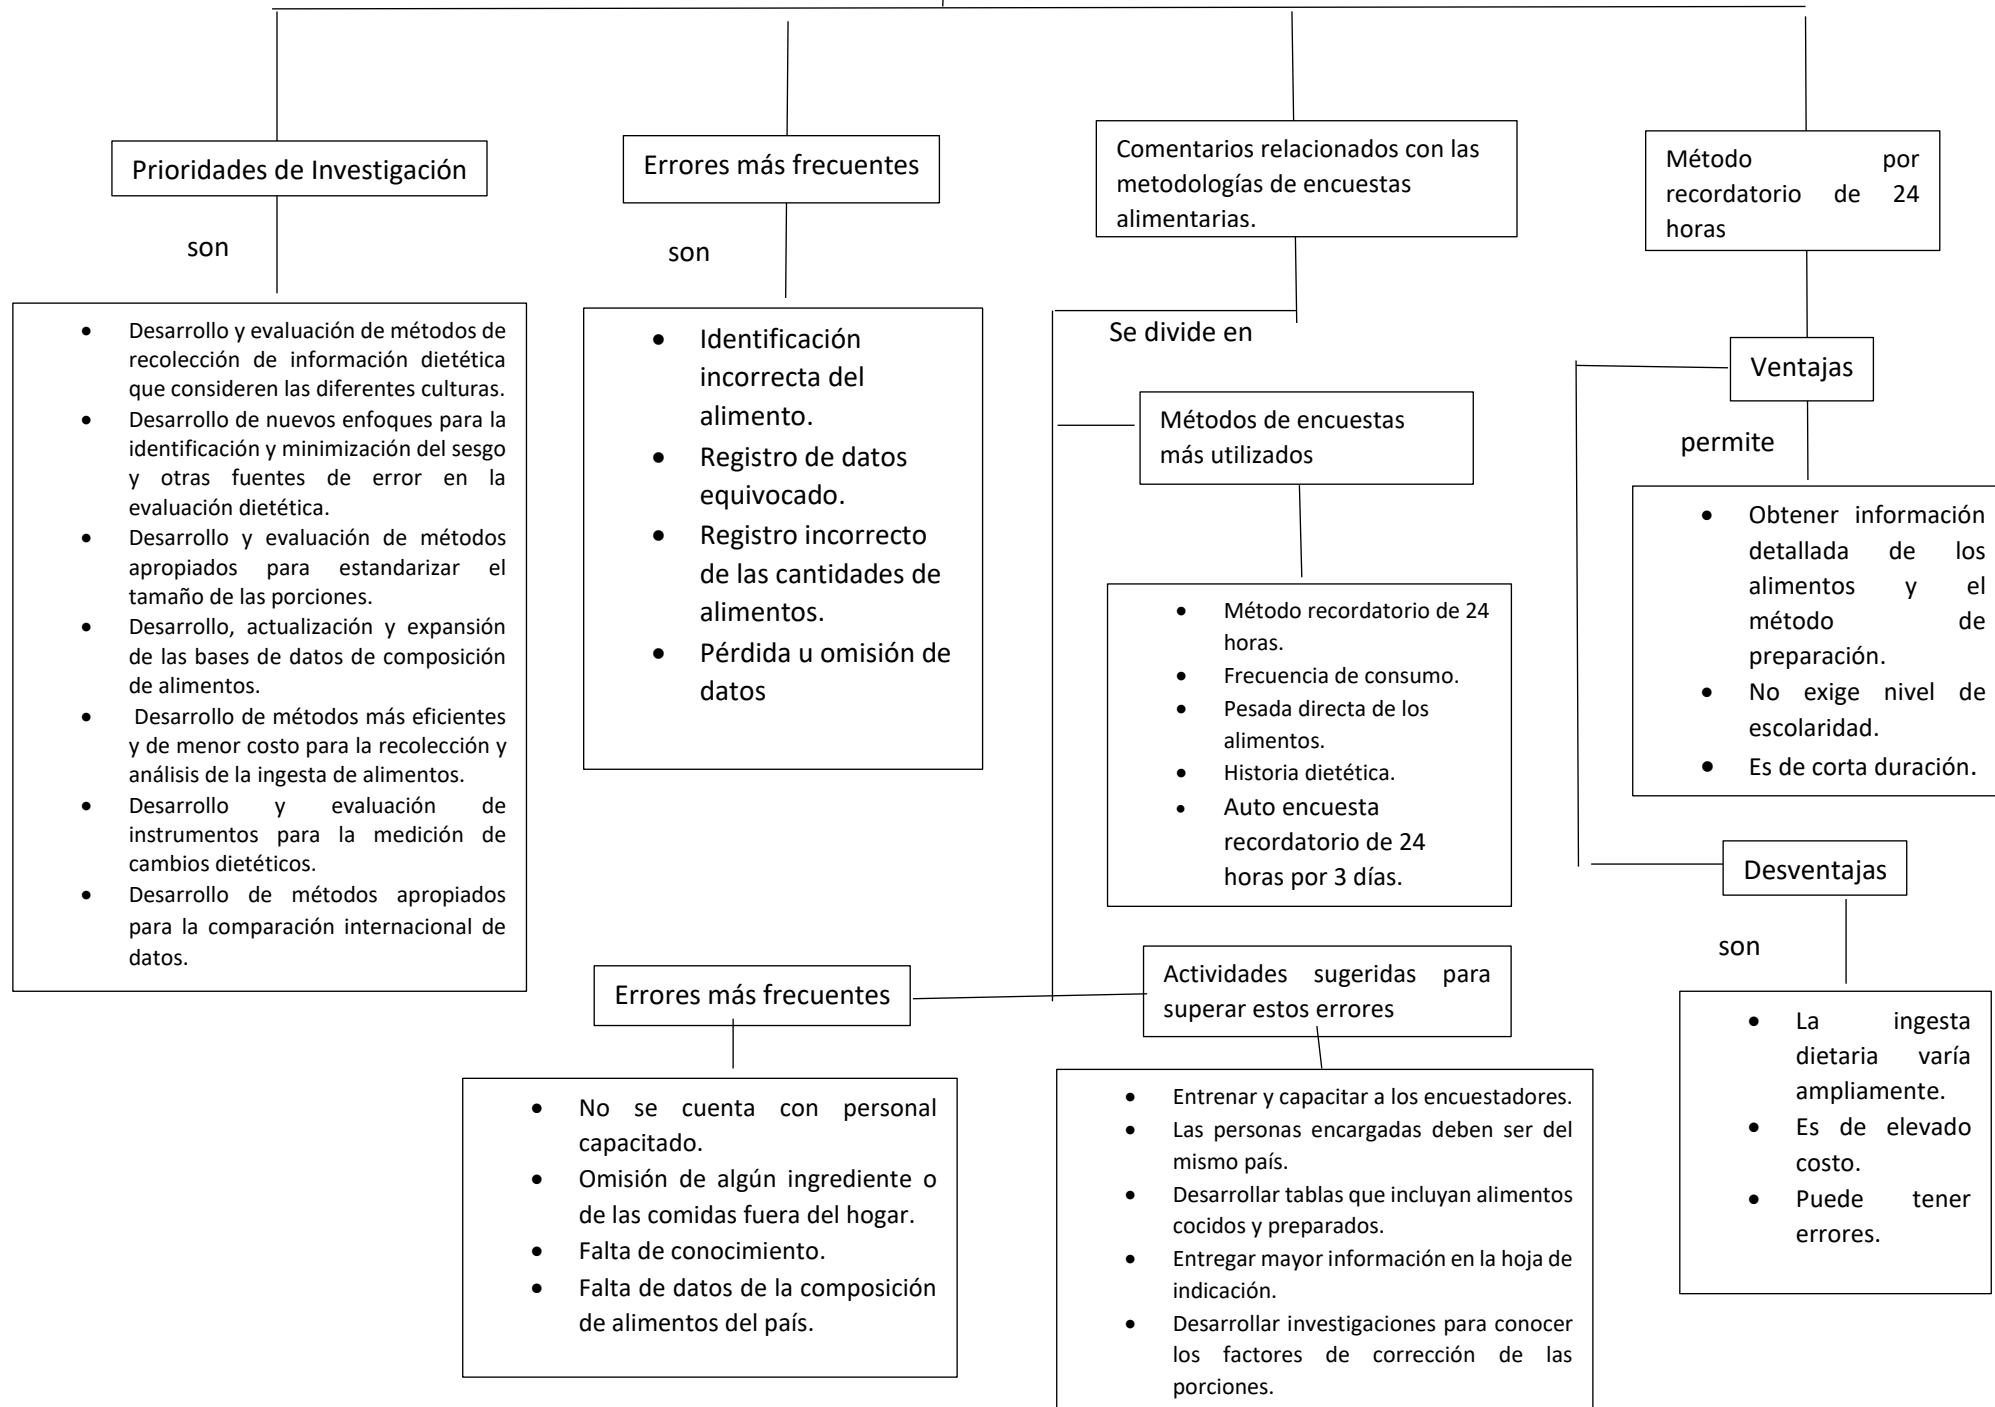 Prioridades de Investigación
son
• Desarrollo y evaluación de métodos de
recolección de información dietética
que consideren las diferentes culturas.
• Desarrollo de nuevos enfoques para la
identificación y minimización del sesgo
y otras fuentes de error en la
evaluación dietética.
• Desarrollo y evaluación de métodos
apropiados para estandarizar el
tamaño de las porciones.
• Desarrollo, actualización y expansión
de las bases de datos de composición
de alimentos.
• Desarrollo de métodos más eficientes
y de menor costo para la recolección y
análisis de la ingesta de alimentos.
• Desarrollo y evaluación de
instrumentos para la medición de
cambios dietéticos.
• Desarrollo de métodos apropiados
para la comparación internacional de
datos.
Errores más frecuentes
son
• Identificación
incorrecta del
alimento.
• Registro de datos
equivocado.
• Registro incorrecto
de las cantidades de
alimentos.
• Pérdida u omisión de
datos
Comentarios relacionados con las
metodologías de encuestas
alimentarias.
Se divide en
Métodos de encuestas
más utilizados
• Método recordatorio de 24
horas.
• Frecuencia de consumo.
• Pesada directa de los
alimentos.
• Historia dietética.
• Auto encuesta
recordatorio de 24
horas por 3 días.
Errores más frecuentes
• No se cuenta con personal
capacitado.
• Omisión de algún ingrediente o
de las comidas fuera del hogar.
• Falta de conocimiento.
• Falta de datos de la composición
de alimentos del país.
Actividades sugeridas para
superar estos errores
• Entrenar y capacitar a los encuestadores.
• Las personas encargadas deben ser del
mismo país.
• Desarrollar tablas que incluyan alimentos
cocidos y preparados.
• Entregar mayor información en la hoja de
indicación.
• Desarrollar investigaciones para conocer
los factores de corrección de las
porciones.
Método por
recordatorio de 24
horas
Ventajas
permite
• Obtener información
detallada de los
alimentos y el
método de
preparación.
• No exige nivel de
escolaridad.
• Es de corta duración.
Desventajas
son
• La ingesta
dietaria varía
ampliamente.
• Es de elevado
costo.
• Puede tener
errores.